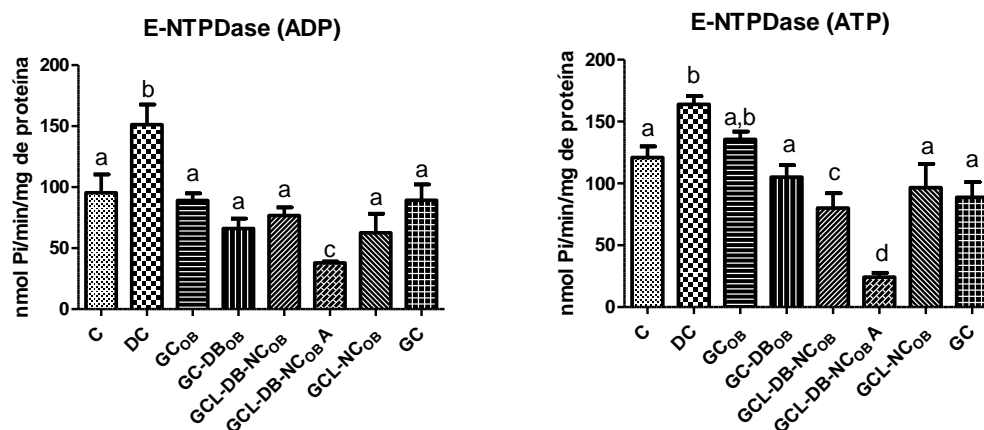 E-NTPDase (ADP)
nmol Pi/min/mg de proteína
200
150
100
50
0
a
b
a
a
a
c
a
a
C
DC
GCOB
GC-DBOB
GCL-DB-NCOB
GCL-DB-NCOBA
GCL-NCOB
GC
E-NTPDase (ATP)
nmol Pi/min/mg de proteína
200
150
100
50
0
a
b
a,b
a
c
d
a
a
C
DC
GCOB
GC-DBOB
GCL-DB-NCOB
GCL-DB-NCOB A
GCL-NCOB
GC